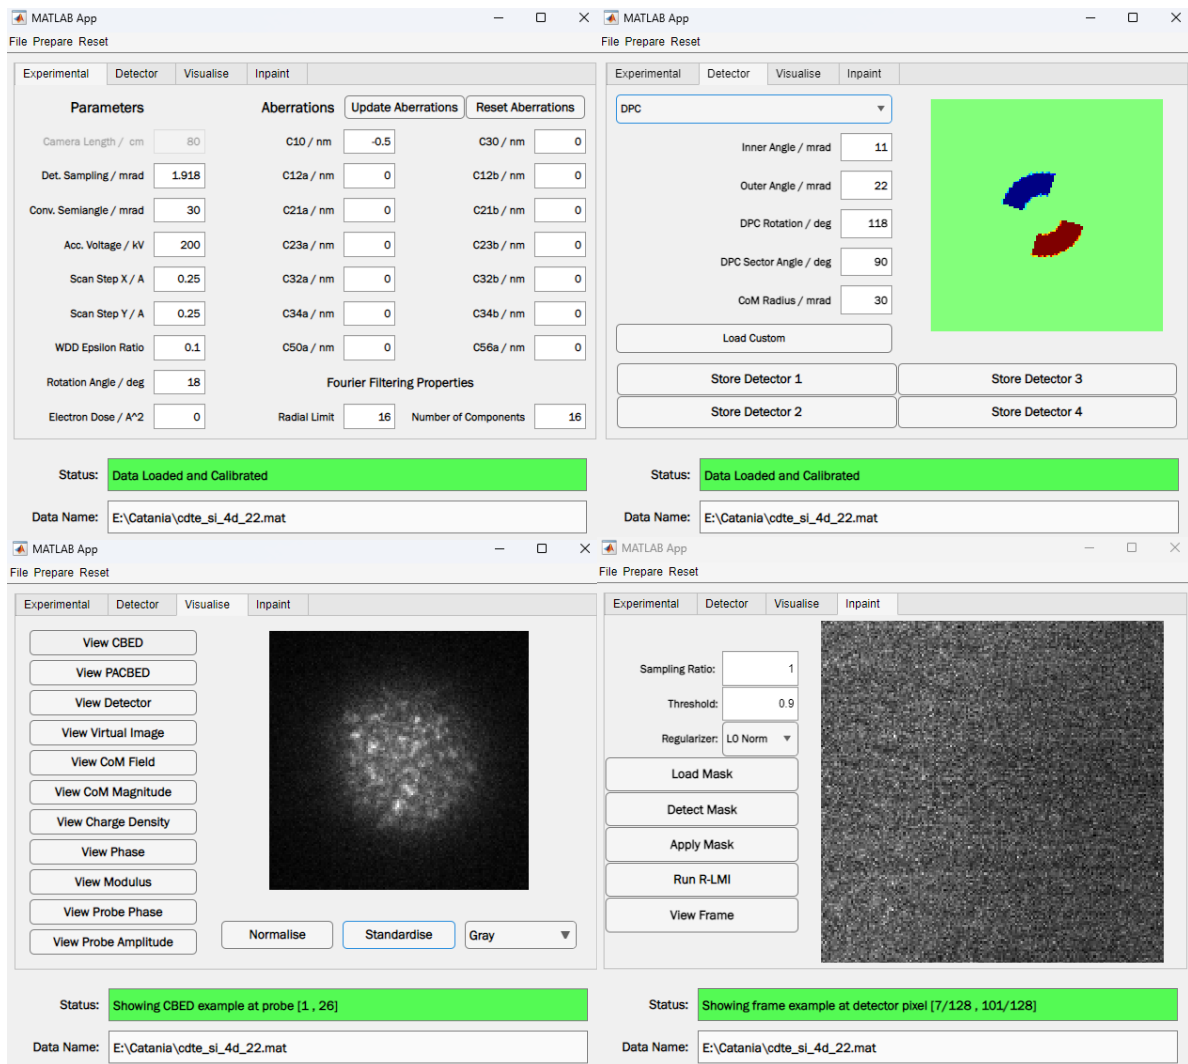 MATLAB App
File Prepare Reset
Experimental Detector Visualise Inpaint
Parameters Aberrations Update Aberrations Reset Aberrations
Camera Length / cm 80 C10 / nm -0.5 C30 / nm 0
Det. Sampling / mrad 1.918 C12a / nm 0 C12b / nm 0
Conv. Semiangle / mrad 30 C21a / nm 0 C21b / nm 0
Acc. Voltage / kV 200 C23a / nm 0 C23b / nm 0
Scan Step X / A 0.25 C32a / nm 0 C32b / nm 0
Scan Step Y / A 0.25 C34a / nm 0 C34b / nm 0
WDD Epsilon Ratio 0.1 C50a / nm 0 C56a / nm 0
Rotation Angle / deg 18 Fourier Filtering Properties
Electron Dose / A^2 0 Radial Limit 16 Number of Components 16
Status: Data Loaded and Calibrated
Data Name: E:\Catania\cdte_si_4d_22.mat
MATLAB App
File Prepare Reset
Experimental Detector Visualise Inpaint
DPC
Inner Angle / mrad 11
Outer Angle / mrad 22
DPC Rotation / deg 118
DPC Sector Angle / deg 90
CoM Radius / mrad 30
Load Custom
Store Detector 1 Store Detector 3
Store Detector 2 Store Detector 4
Status: Data Loaded and Calibrated
Data Name: E:\Catania\cdte_si_4d_22.mat
MATLAB App
File Prepare Reset
Experimental Detector Visualise Inpaint
View CBED
View PACBED
View Detector
View Virtual Image
View CoM Field
View CoM Magnitude
View Charge Density
View Phase
View Modulus
View Probe Phase
View Probe Amplitude
Normalise Standardise Gray
Status: Showing CBED example at probe [1 , 26]
Data Name: E:\Catania\cdte_si_4d_22.mat
MATLAB App
File Prepare Reset
Experimental Detector Visualise Inpaint
Sampling Ratio: 1
Threshold: 0.9
Regularizer: L0 Norm
Load Mask
Detect Mask
Apply Mask
Run R-LMI
View Frame
Status: Showing frame example at detector pixel [7/128 , 101/128]
Data Name: E:\Catania\cdte_si_4d_22.mat